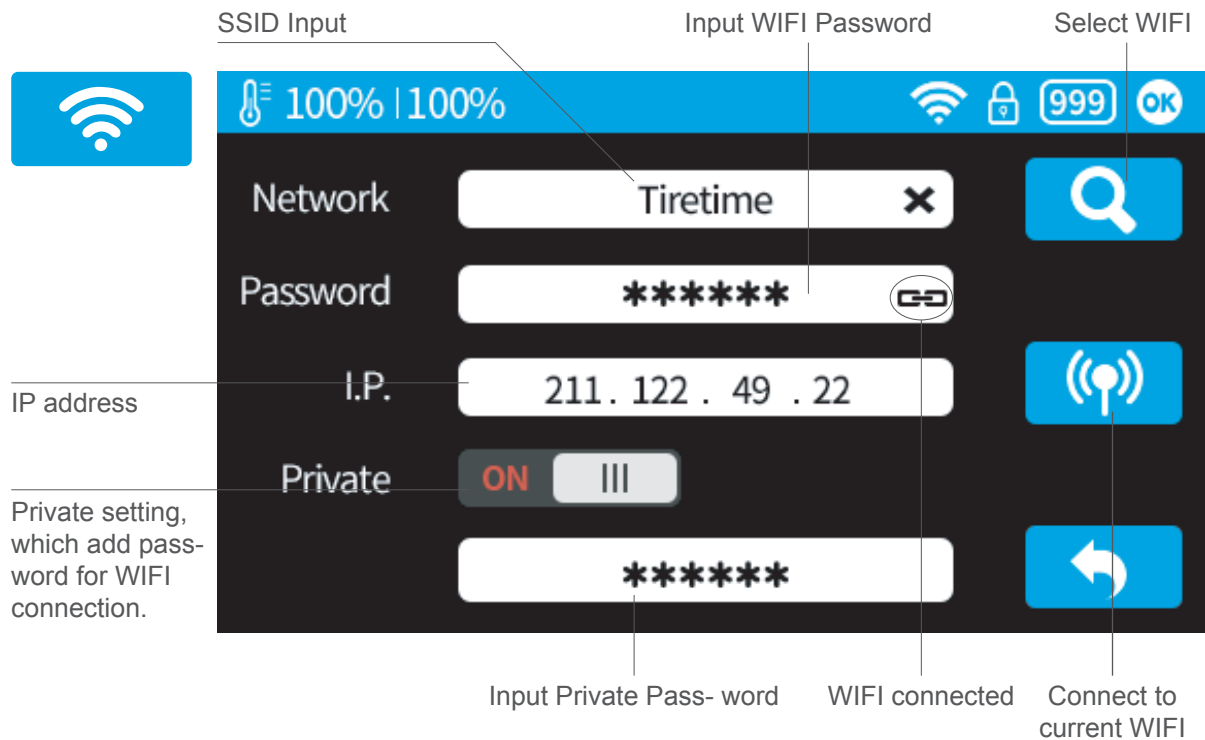 SSID Input
Input WIFI Password
Select WIFI
100% | 100%
999
OK
Network
Tiretime
Password
******
IP address
I.P.
211. 122 . 49 . 22
Private
ON
Private setting,
which add pass-
word for WIFI
connection.
******
Input Private Pass- word
WIFI connected
Connect to
current WIFI